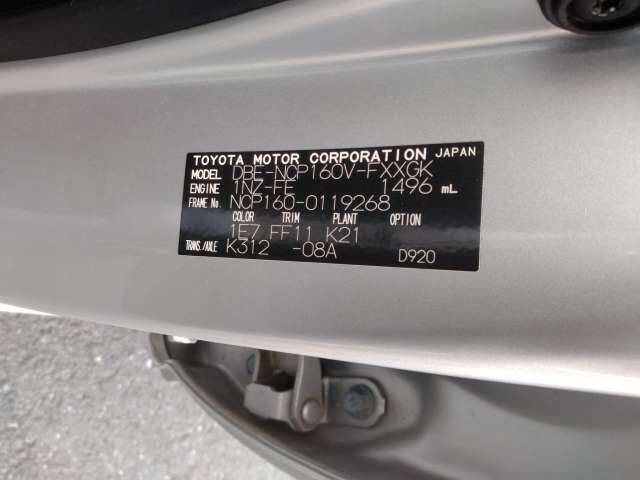 TOYOTA MOTOR CORPORATION JAPAN
MODEL DBE-NCP160V-FXXGK
ENGINE 1NZ-FE 1496 mL
FRAME No. NCP160-0119268
COLOR TRIM PLANT OPTION
1E7 FF11 K21
TRANS./AXLE K312 -08A D920